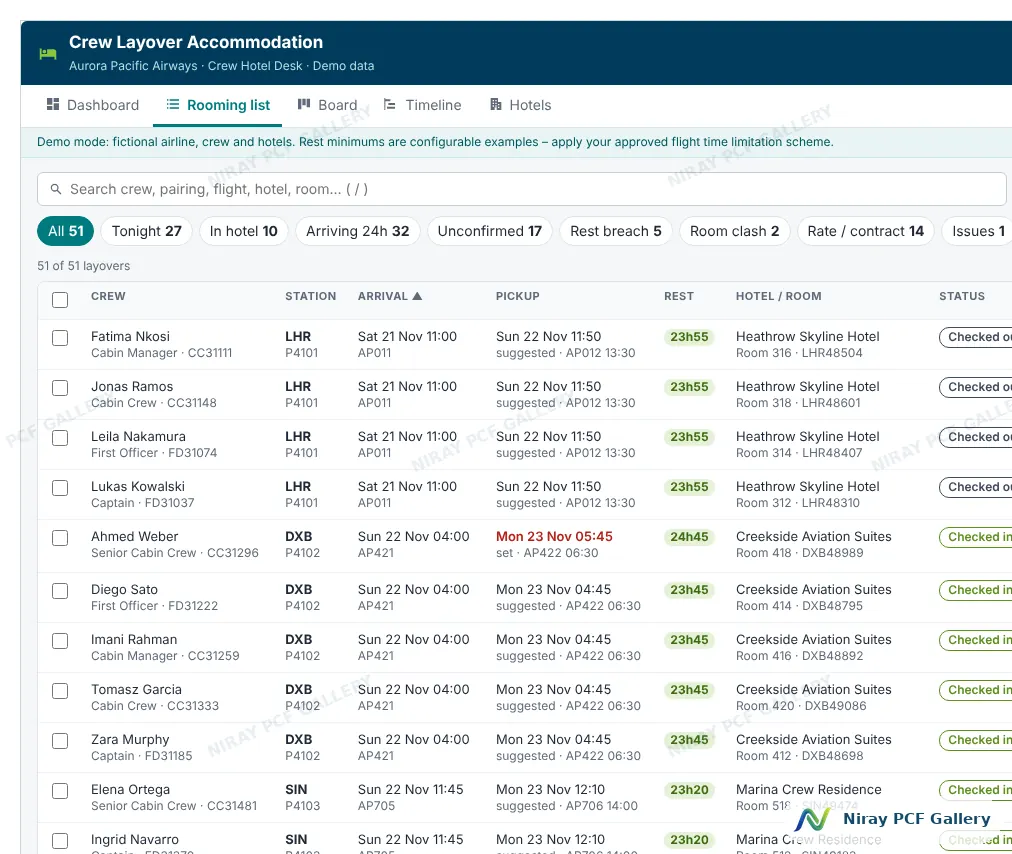 Crew Layover Accommodation
Aurora Pacific Airways · Crew Hotel Desk · Demo data
Dashboard Rooming list Board Timeline Hotels
Demo mode: fictional airline, crew and hotels. Rest minimums are configurable examples – apply your approved flight time limitation scheme.
Search crew, pairing, flight, hotel, room... ( / )
All 51 Tonight 27 In hotel 10 Arriving 24h 32 Unconfirmed 17 Rest breach 5 Room clash 2 Rate / contract 14 Issues 1
51 of 51 layovers
CREW STATION ARRIVAL ▲ PICKUP REST HOTEL / ROOM STATUS
Fatima Nkosi LHR Sat 21 Nov 11:00 Sun 22 Nov 11:50 23h55 Heathrow Skyline Hotel Checked ou
Cabin Manager · CC31111 P4101 AP011 suggested · AP012 13:30 Room 316 · LHR48504
Jonas Ramos LHR Sat 21 Nov 11:00 Sun 22 Nov 11:50 23h55 Heathrow Skyline Hotel Checked ou
Cabin Crew · CC31148 P4101 AP011 suggested · AP012 13:30 Room 318 · LHR48601
Leila Nakamura LHR Sat 21 Nov 11:00 Sun 22 Nov 11:50 23h55 Heathrow Skyline Hotel Checked ou
First Officer · FD31074 P4101 AP011 suggested · AP012 13:30 Room 314 · LHR48407
Lukas Kowalski LHR Sat 21 Nov 11:00 Sun 22 Nov 11:50 23h55 Heathrow Skyline Hotel Checked ou
Captain · FD31037 P4101 AP011 suggested · AP012 13:30 Room 312 · LHR48310
Ahmed Weber DXB Sun 22 Nov 04:00 Mon 23 Nov 05:45 24h45 Creekside Aviation Suites Checked in
Senior Cabin Crew · CC31296 P4102 AP421 set · AP422 06:30 Room 418 · DXB48989
Diego Sato DXB Sun 22 Nov 04:00 Mon 23 Nov 04:45 23h45 Creekside Aviation Suites Checked in
First Officer · FD31222 P4102 AP421 suggested · AP422 06:30 Room 414 · DXB48795
Imani Rahman DXB Sun 22 Nov 04:00 Mon 23 Nov 04:45 23h45 Creekside Aviation Suites Checked in
Cabin Manager · CC31259 P4102 AP421 suggested · AP422 06:30 Room 416 · DXB48892
Tomasz Garcia DXB Sun 22 Nov 04:00 Mon 23 Nov 04:45 23h45 Creekside Aviation Suites Checked in
Cabin Crew · CC31333 P4102 AP421 suggested · AP422 06:30 Room 420 · DXB49086
Zara Murphy DXB Sun 22 Nov 04:00 Mon 23 Nov 04:45 23h45 Creekside Aviation Suites Checked in
Captain · FD31185 P4102 AP421 suggested · AP422 06:30 Room 412 · DXB48698
Elena Ortega SIN Sun 22 Nov 11:45 Mon 23 Nov 12:10 23h20 Marina Crew Residence Checked in
Senior Cabin Crew · CC31481 P4103 AP705 suggested · AP706 14:00 Room 518 · SIN49474
Ingrid Navarro SIN Sun 22 Nov 11:45 Mon 23 Nov 12:10 23h20 Marina Crew Residence Checked in
NIRAY PCF GALLERY
Niray PCF Gallery